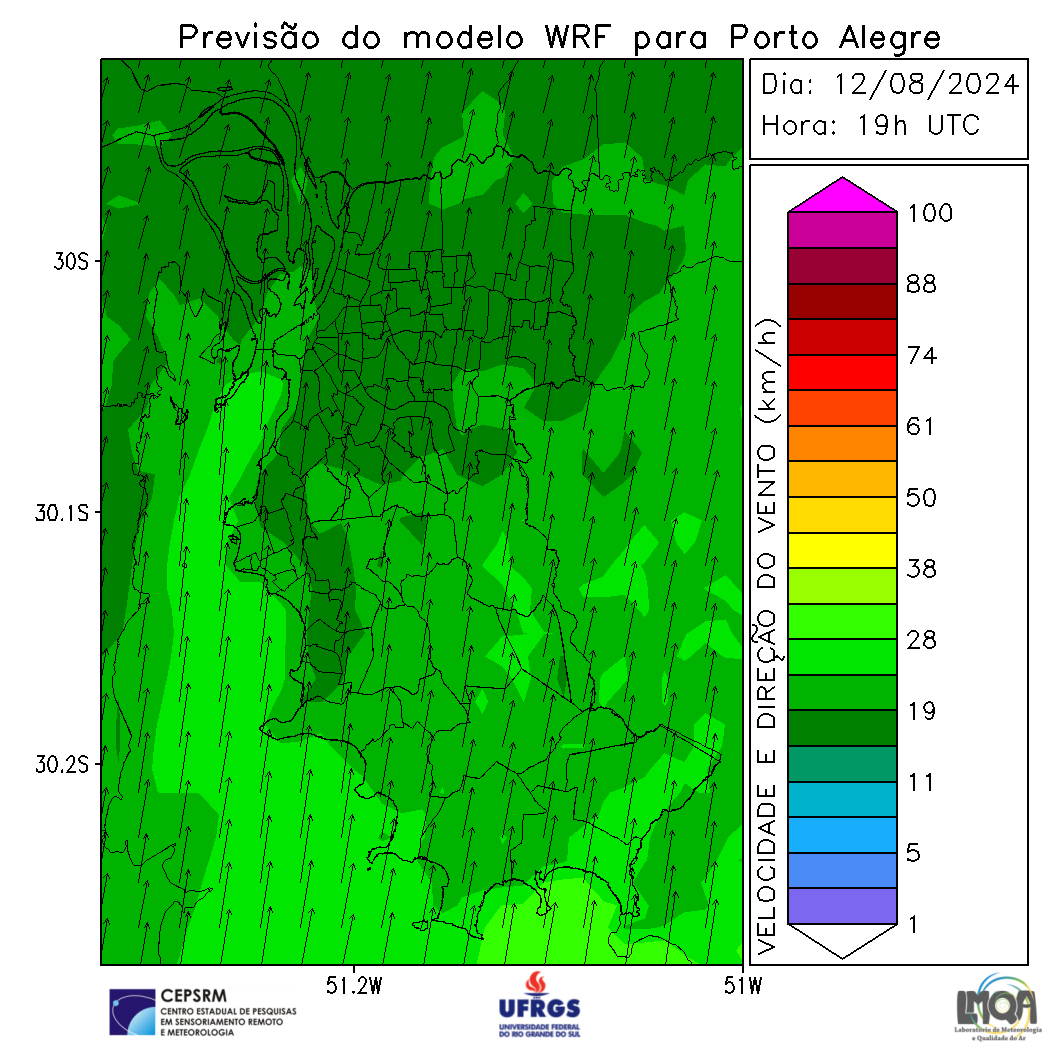 Previsão do modelo WRF para Porto Alegre
Dia: 12/08/2024
Hora: 19h UTC
30S
30.1S
30.2S
51.2W
51W
VELOCIDADE E DIREÇÃO DO VENTO (km/h)
100
88
74
61
50
38
28
19
11
5
1
CEPSRM
CENTRO ESTADUAL DE PESQUISAS
EM SENSORIAMENTO REMOTO
E METEOROLOGIA
UFRGS
UNIVERSIDADE FEDERAL
DO RIO GRANDE DO SUL
LMQA
Laboratório de Meteorologia
e Qualidade do Ar